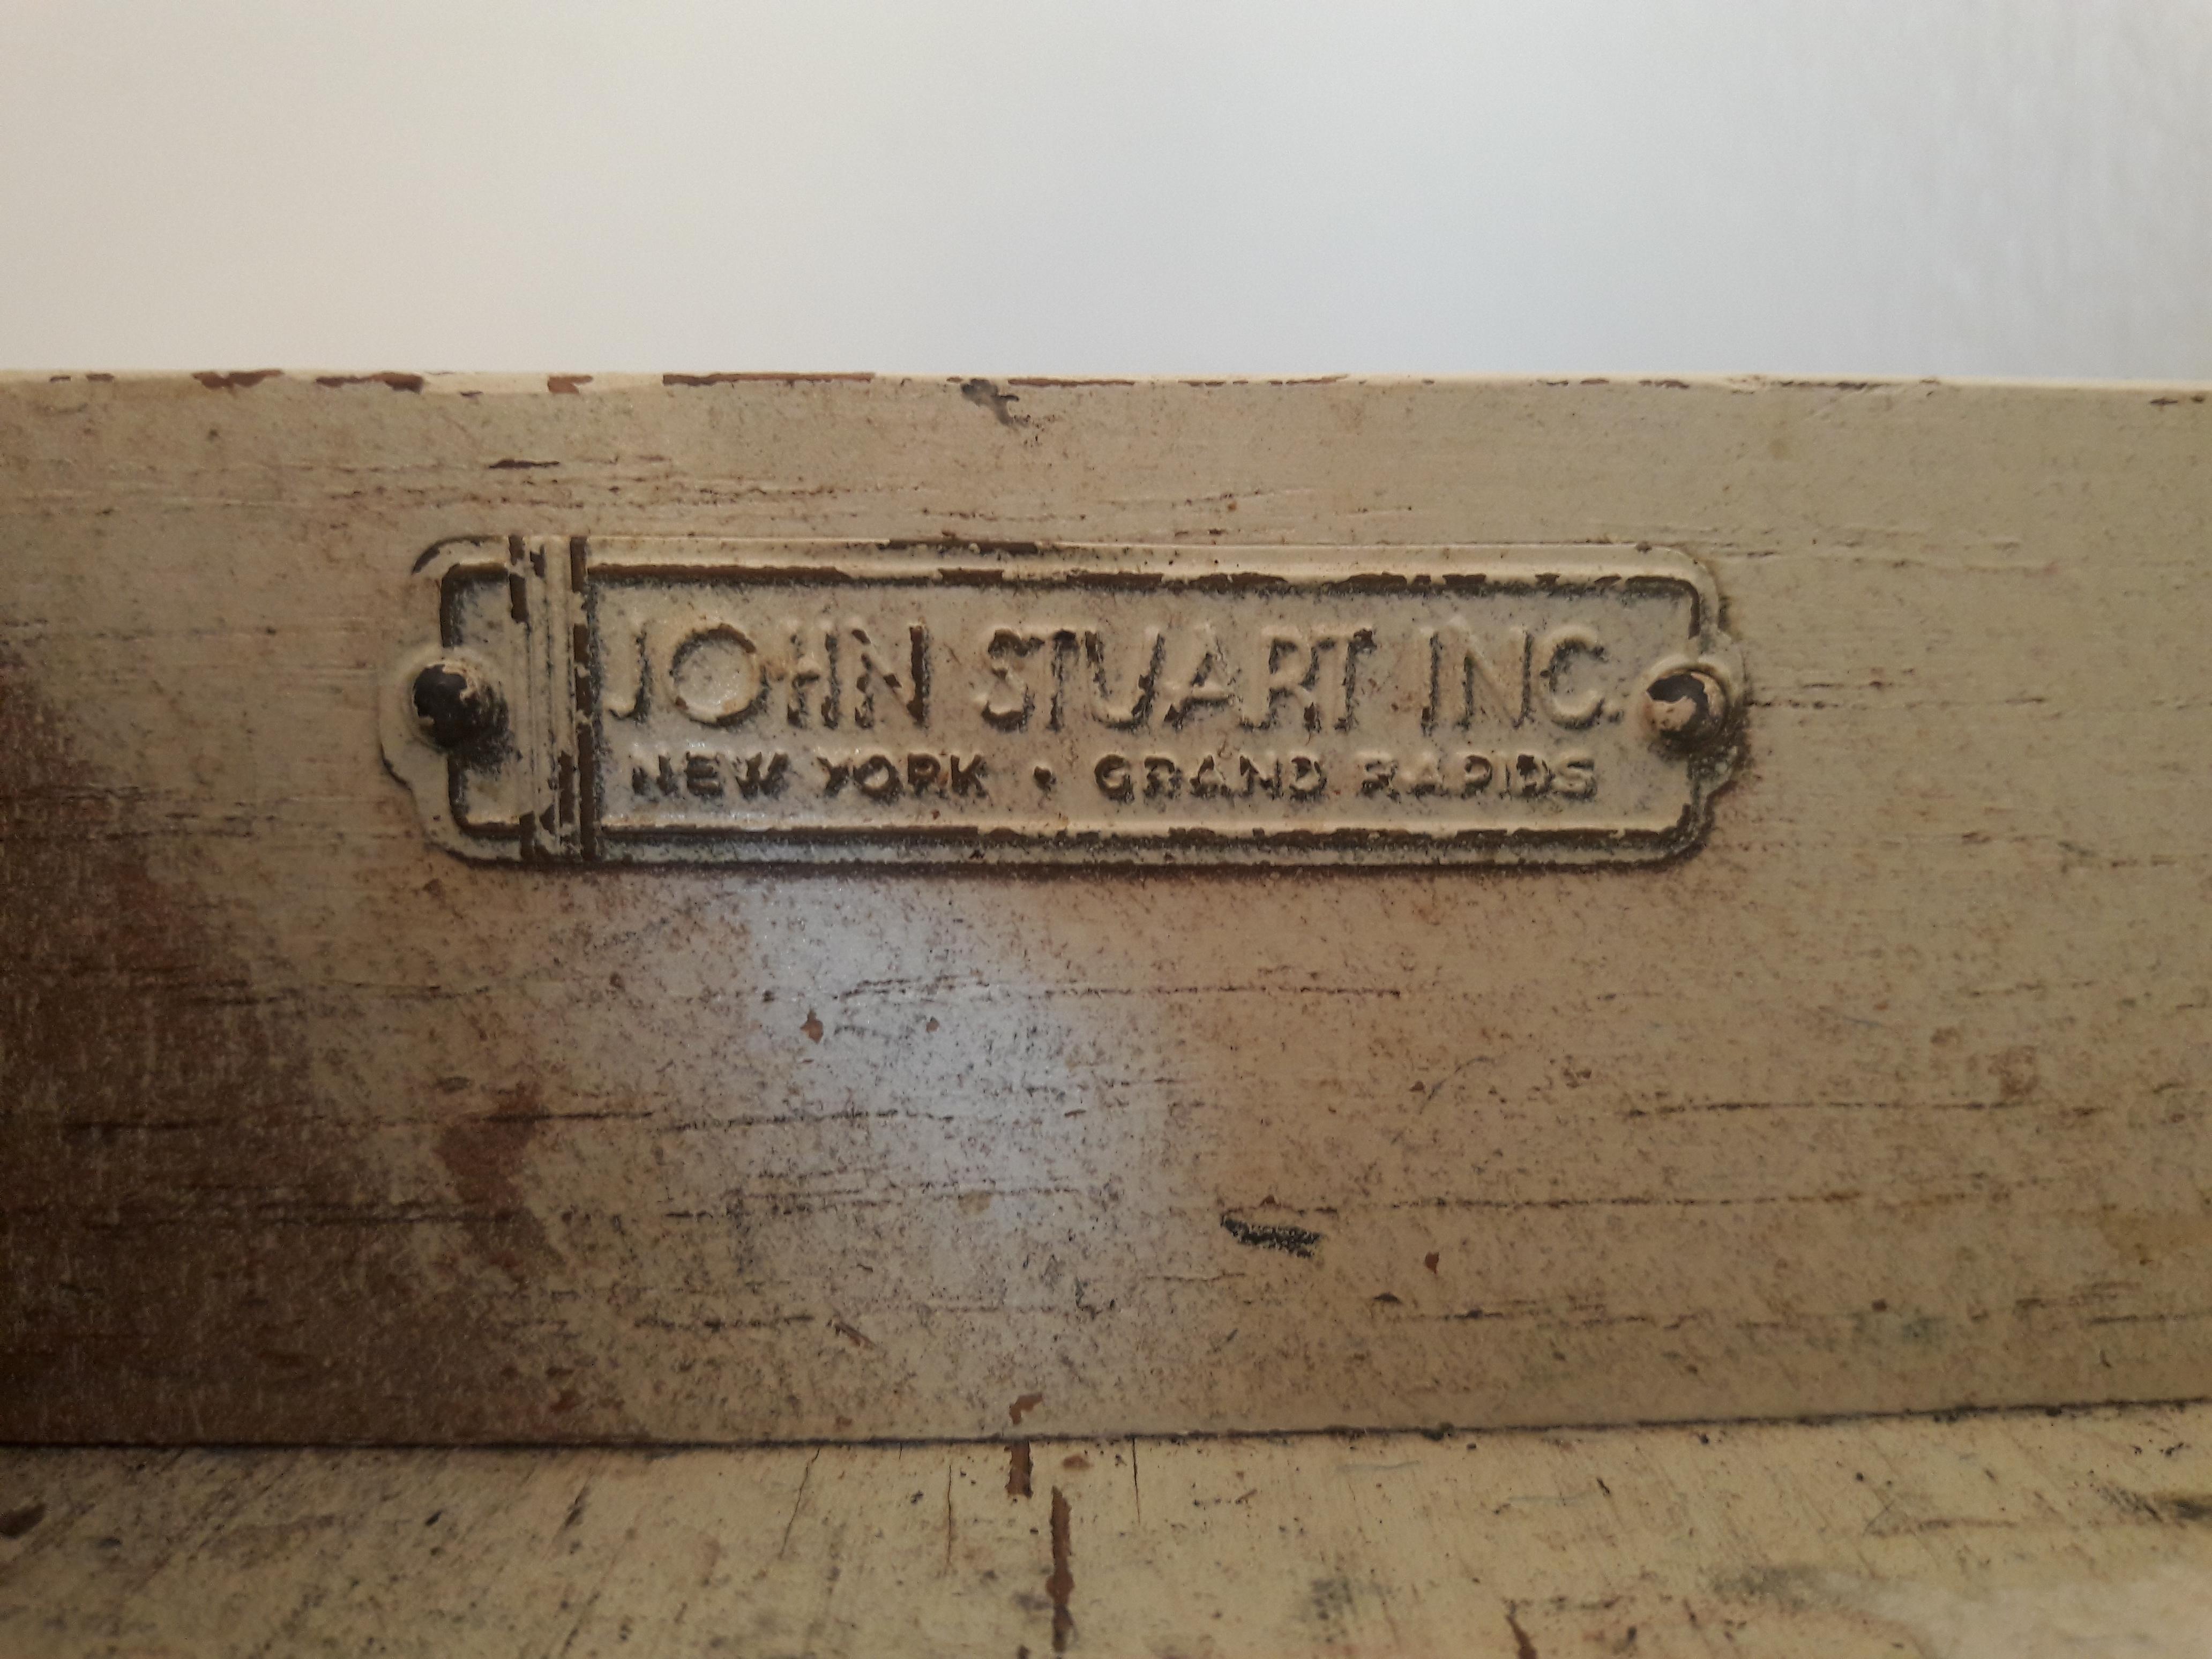 JOHN STUART INC.
NEW YORK • GRAND RAPIDS